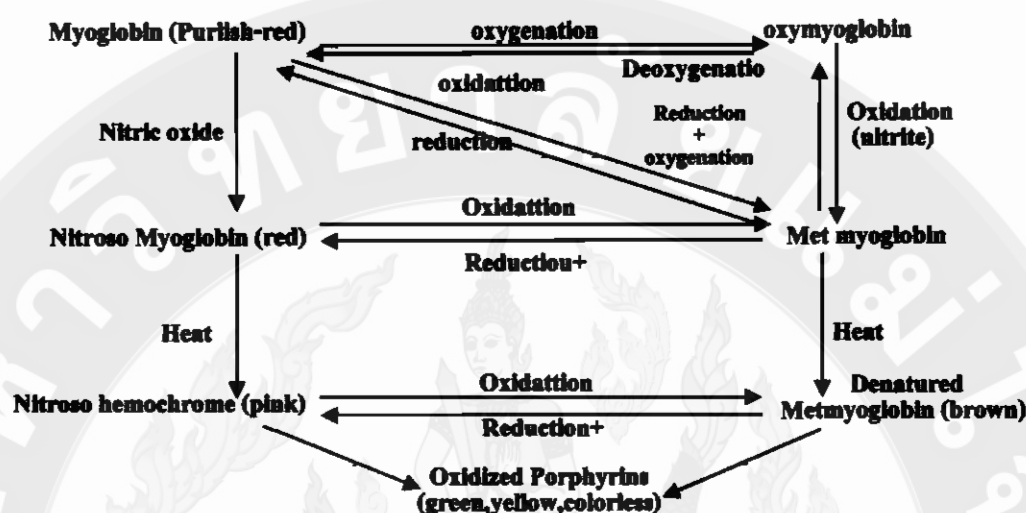 Myoglobin (Puriish-red)
oxygenation
oxymyoglobin
Deoxygenatio
oxidattion
Nitric oxide
reduction
Reduction
+
oxygenation
Oxidation
(nitrite)
Nitroso Myoglobin (red)
Oxidattion
Met myoglobin
Reductiou+
Heat
Heat
Nitroso hemochrome (pink)
Oxidattion
Denatured
Metmyoglobin (brown)
Reduction+
Oxidized Porphyrins
(green,yellow,colorless)